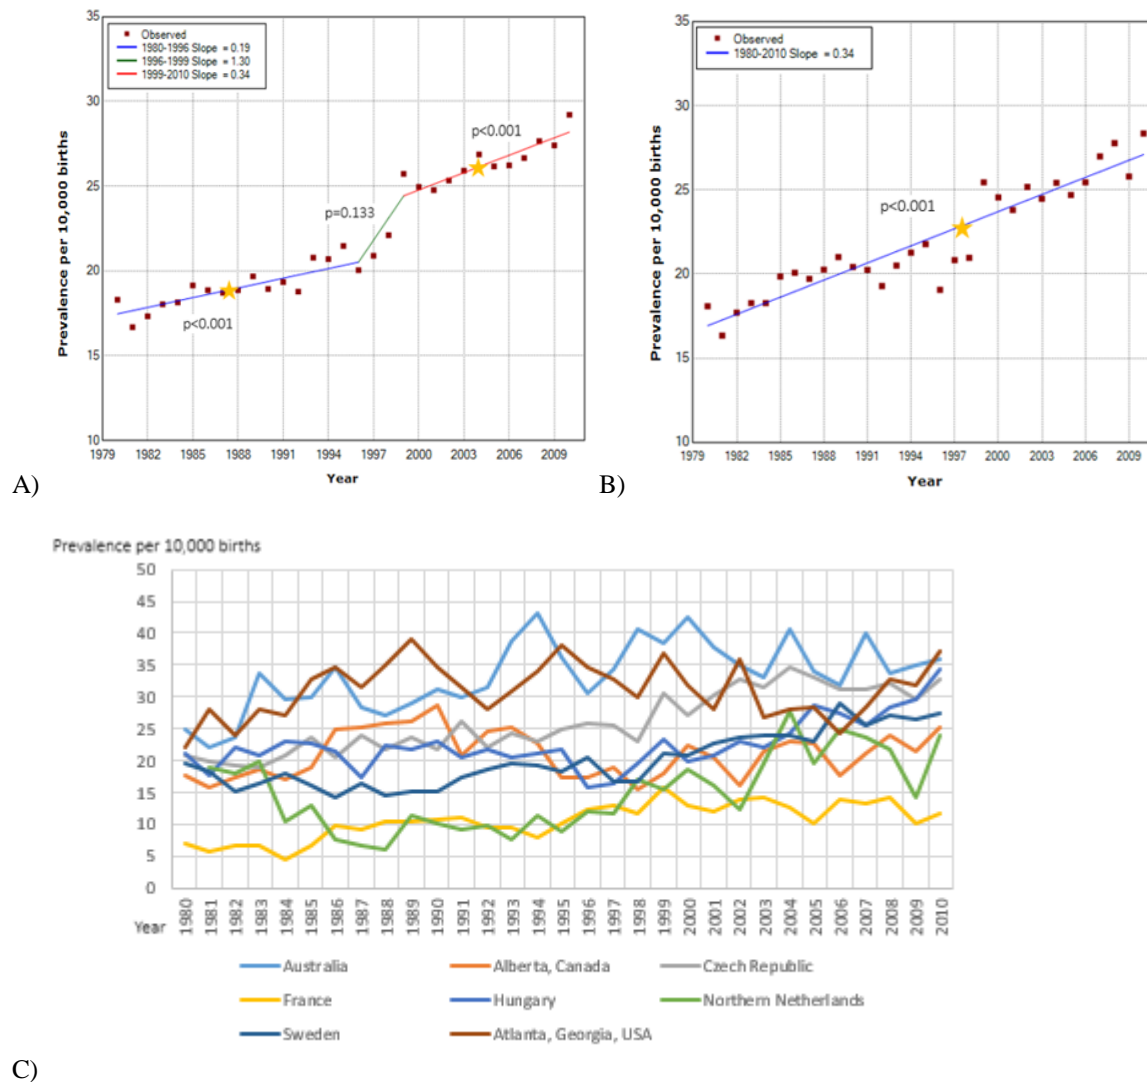 35
30
25
20
15
10
Prevalence per 10,000 births
Observed
1980-1996 Slope = 0.19
1996-1999 Slope = 1.30
1999-2010 Slope = 0.34
p<0.001
p=0.133
p<0.001
1979 1982 1985 1988 1991 1994 1997 2000 2003 2006 2009
Year
A)
35
30
25
20
15
10
Prevalence per 10,000 births
Observed
1980-2010 Slope = 0.34
p<0.001
1979 1982 1985 1988 1991 1994 1997 2000 2003 2006 2009
Year
B)
Prevalence per 10,000 births
50
45
40
35
30
25
20
15
10
5
0
Year
1980 1981 1982 1983 1984 1985 1986 1987 1988 1989 1990 1991 1992 1993 1994 1995 1996 1997 1998 1999 2000 2001 2002 2003 2004 2005 2006 2007 2008 2009 2010
Australia Alberta, Canada Czech Republic
France Hungary Northern Netherlands
Sweden Atlanta, Georgia, USA
C)